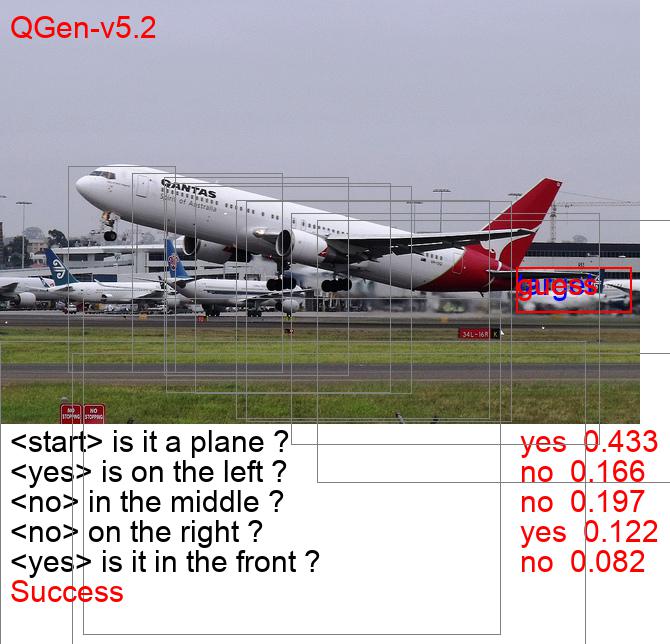 QGen-v5.2
QANTAS
Spirit of Australia
guess
34L-16R K
NO STOPPING NO STOPPING
<start> is it a plane ? yes 0.433
<yes> is on the left ? no 0.166
<no> in the middle ? no 0.197
<no> on the right ? yes 0.122
<yes> is it in the front ? no 0.082
Success